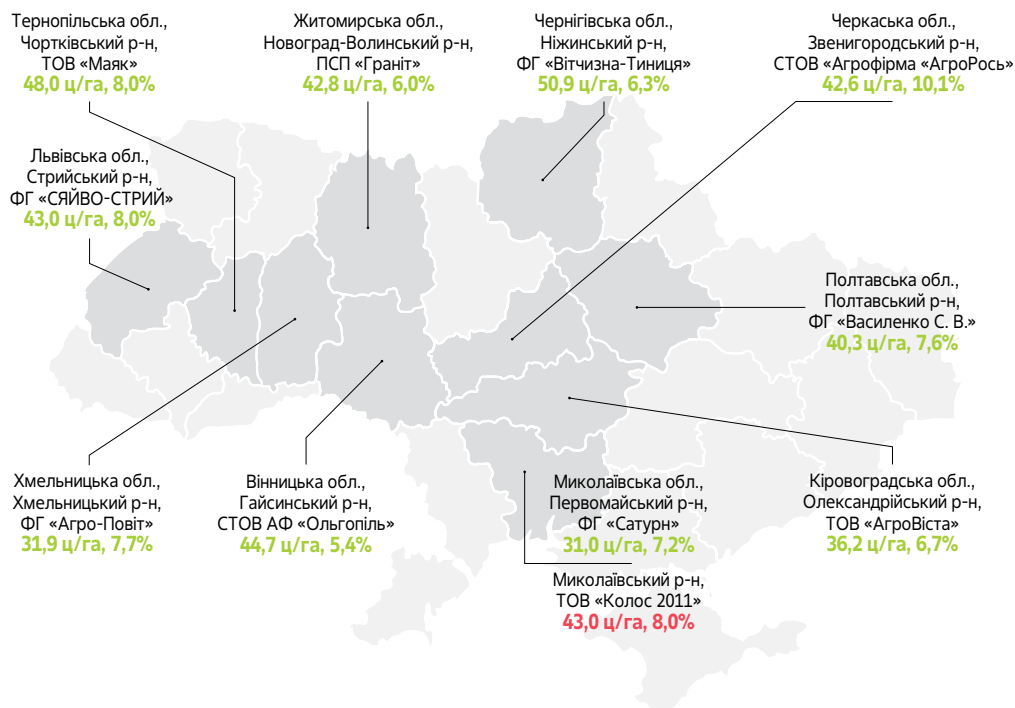 Тернопільська обл.,
Чортківський р-н,
ТОВ «Маяк»
48,0 ц/га, 8,0%
Житомирська обл.,
Новоград-Волинський р-н,
ПСП «Граніт»
42,8 ц/га, 6,0%
Чернігівська обл.,
Ніжинський р-н,
ФГ «Вітчизна-Тиниця»
50,9 ц/га, 6,3%
Черкаська обл.,
Звенигородський р-н,
СТОВ «Агрофірма «АгроРось»
42,6 ц/га, 10,1%
Львівська обл.,
Стрийський р-н,
ФГ «СЯЙВО-СТРИЙ»
43,0 ц/га, 8,0%
Полтавська обл.,
Полтавський р-н,
ФГ «Василенко С. В.»
40,3 ц/га, 7,6%
Хмельницька обл.,
Хмельницький р-н,
ФГ «Агро-Повіт»
31,9 ц/га, 7,7%
Вінницька обл.,
Гайсинський р-н,
СТОВ АФ «Ольгопіль»
44,7 ц/га, 5,4%
Миколаївська обл.,
Первомайський р-н,
ФГ «Сатурн»
31,0 ц/га, 7,2%
Миколаївський р-н,
ТОВ «Колос 2011»
43,0 ц/га, 8,0%
Кіровоградська обл.,
Олександрійський р-н,
ТОВ «АгроВіста»
36,2 ц/га, 6,7%